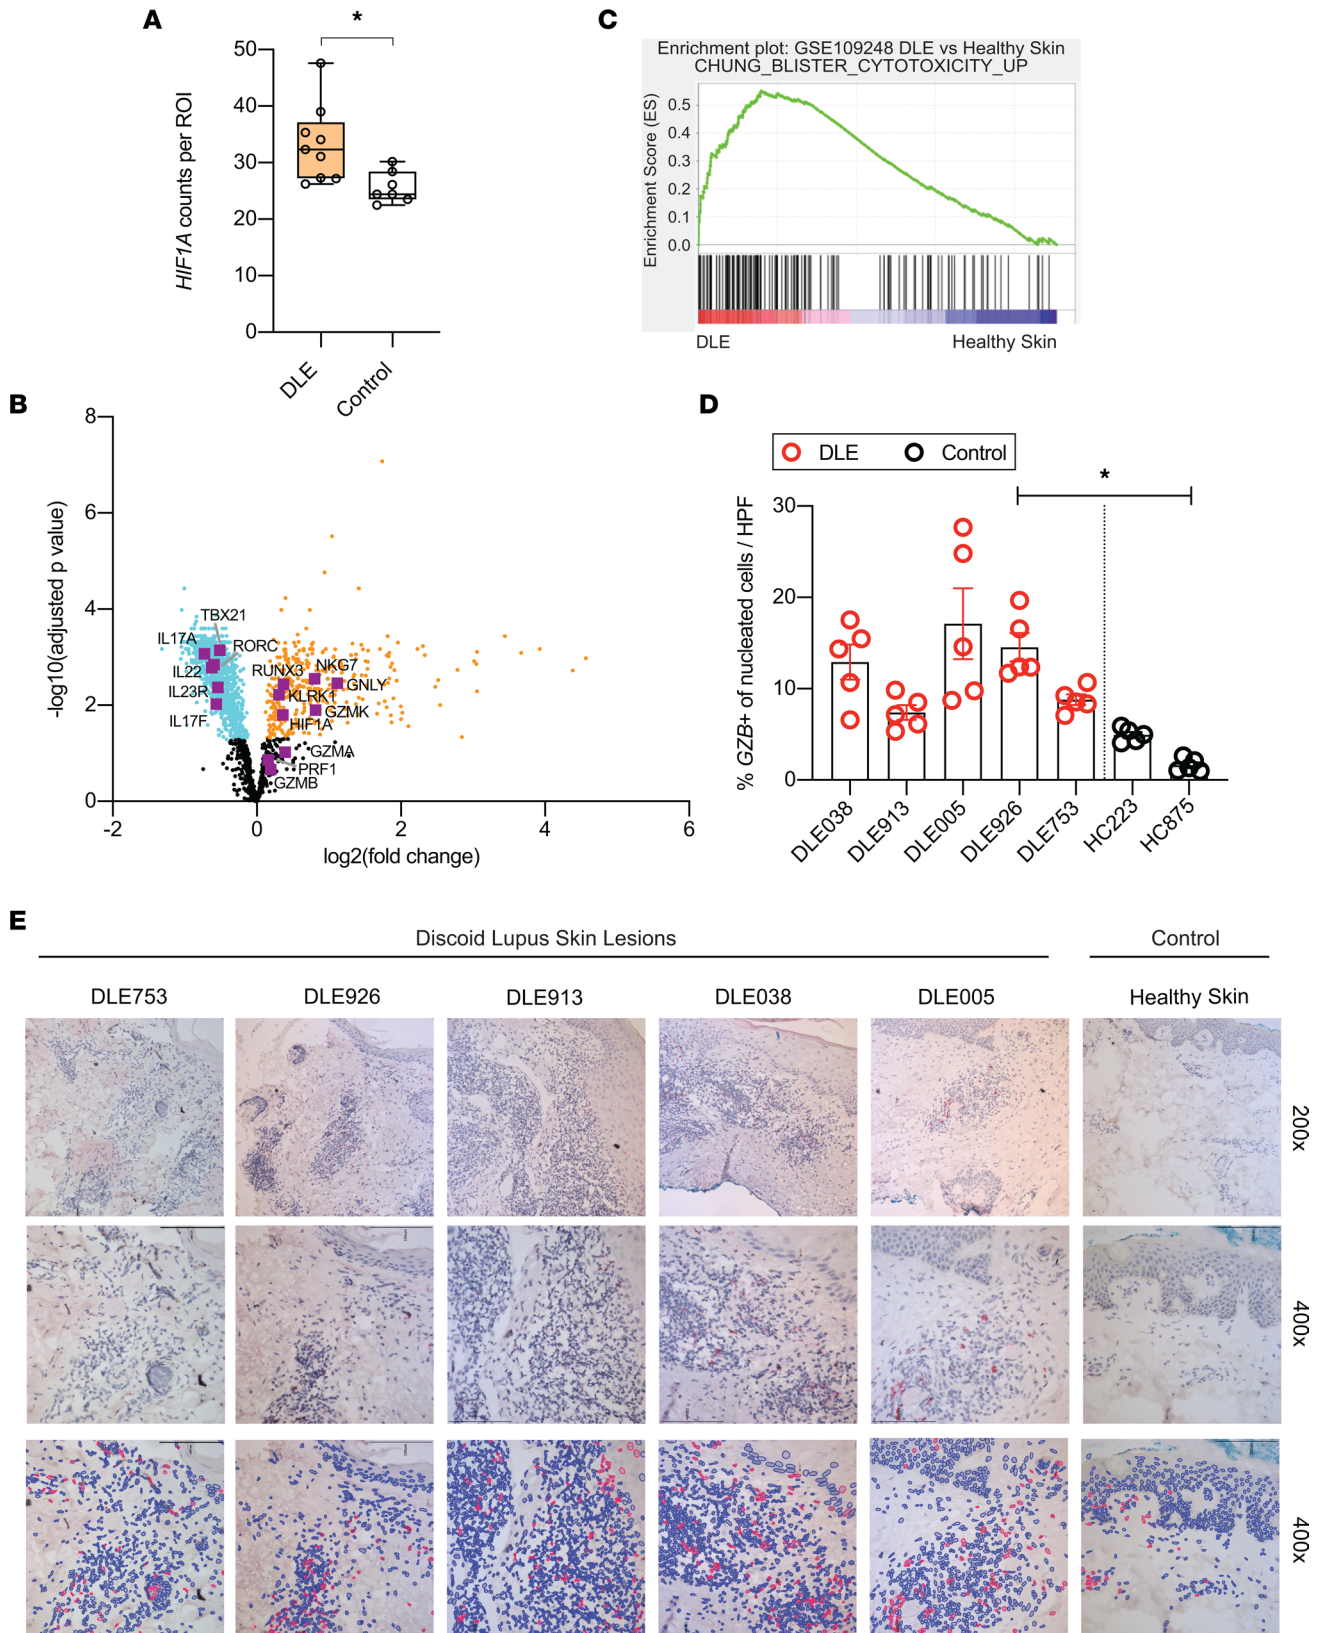 A
*
50
40
30
20
10
0
HIF1A counts per ROI
DLE
Control
C
Enrichment plot: GSE109248 DLE vs Healthy Skin
CHUNG_BLISTER_CYTOTOXICITY_UP
Enrichment Score (ES)
0.5
0.4
0.3
0.2
0.1
0.0
DLE
Healthy Skin
B
8
6
4
2
0
-log10(adjusted p value)
TBX21
IL17A
RORC
IL22
RUNX3
NKG7
GNLY
IL23R
KLRK1
GZMK
IL17F
HIF1A
GZMA
PRF1
GZMB
-2
0
2
4
6
log2(fold change)
D
DLE
Control
*
30
20
10
0
% GZB+ of nucleated cells / HPF
DLE038
DLE913
DLE005
DLE926
DLE753
HC223
HC875
E
Discoid Lupus Skin Lesions
Control
DLE753
DLE926
DLE913
DLE038
DLE005
Healthy Skin
200x
400x
400x